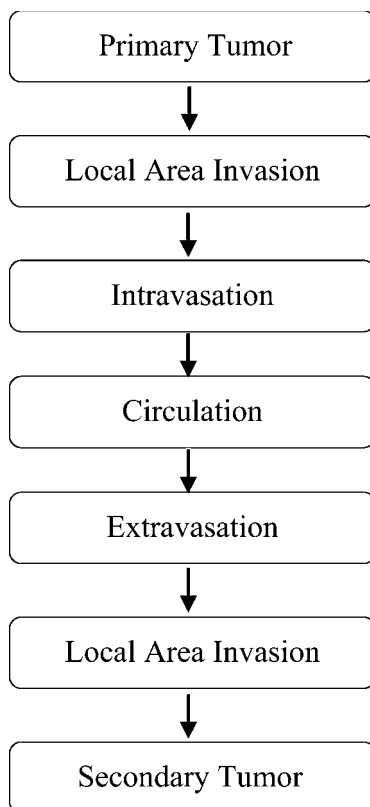 Primary Tumor
Local Area Invasion
Intravasation
Circulation
Extravasation
Local Area Invasion
Secondary Tumor